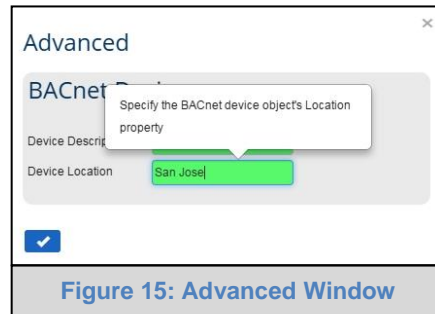 Advanced
BACnet
Specify the BACnet device object's Location
property
Device Descrip
Device Location
San Jose
Figure 15: Advanced Window